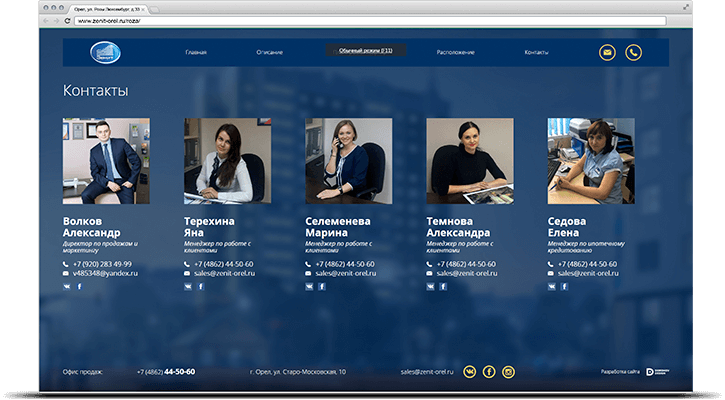 Орел, ул. Розы Люксембург, д.33
www.zenit-orel.ru/roza/
Главная
Описание
Обычный режим (F11)
Расположение
Контакты
Контакты
Волков
Александр
Директор по продажам и
маркетингу
+7 (920) 283 49-99
v485348@yandex.ru
Терехина
Яна
Менеджер по работе с
клиентами
+7 (4862) 44-50-60
sales@zenit-orel.ru
Селеменева
Марина
Менеджер по работе с
клиентами
+7 (4862) 44-50-60
sales@zenit-orel.ru
Темнова
Александра
Менеджер по работе с
клиентами
+7 (4862) 44-50-60
sales@zenit-orel.ru
Седова
Елена
Менеджер по ипотечному
кредитованию
+7 (4862) 44-50-60
sales@zenit-orel.ru
Офис продаж:
+7 (4862) 44-50-60
г. Орел, ул. Старо-Московская, 10
sales@zenit-orel.ru
Разработка сайта